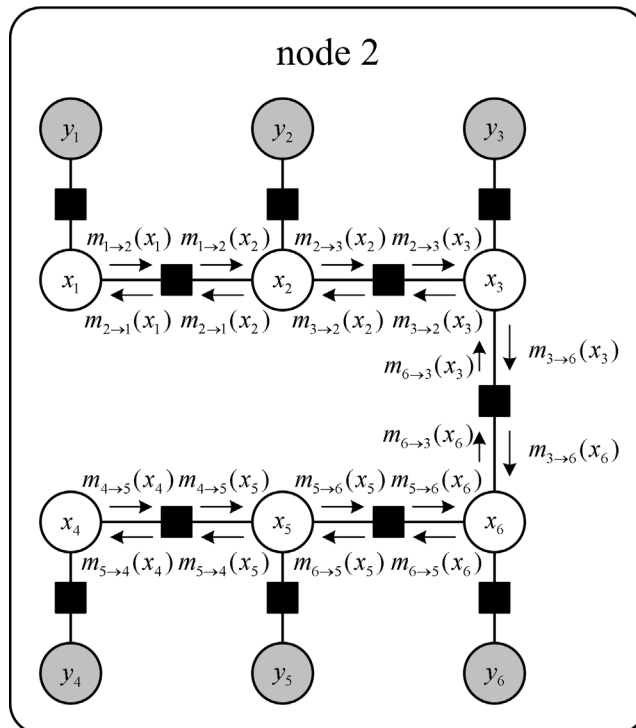 node 2
y₁ y₂ y₃
m₁→₂(x₁) m₁→₂(x₂) m₂→₃(x₂) m₂→₃(x₃)
x₁ x₂ x₃
m₂→₁(x₁) m₂→₁(x₂) m₃→₂(x₂) m₃→₂(x₃)
m₆→₃(x₃) m₃→₆(x₃)
m₆→₃(x₆) m₃→₆(x₆)
m₄→₅(x₄) m₄→₅(x₅) m₅→₆(x₅) m₅→₆(x₆)
x₄ x₅ x₆
m₅→₄(x₄) m₅→₄(x₅) m₆→₅(x₅) m₆→₅(x₆)
y₄ y₅ y₆